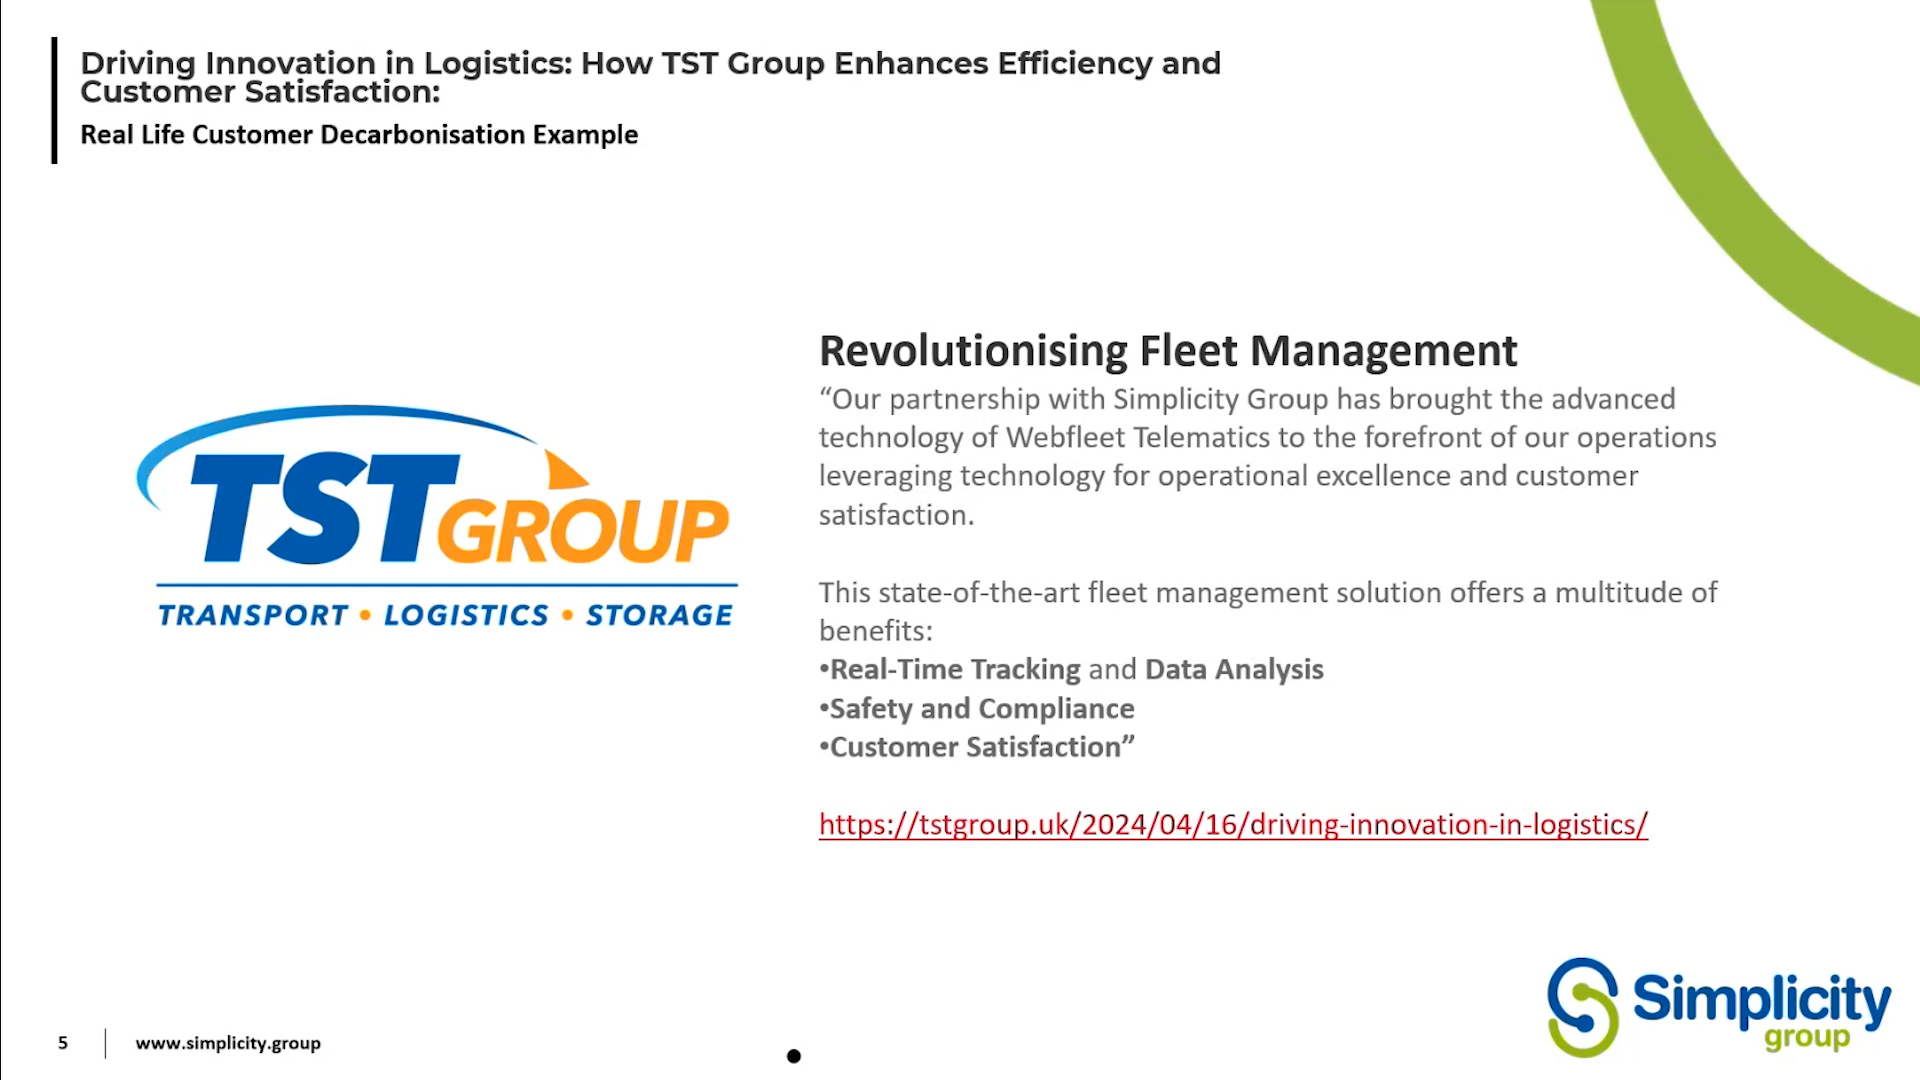 Driving Innovation in Logistics: How TST Group Enhances Efficiency and
Customer Satisfaction:
Real Life Customer Decarbonisation Example
TST GROUP
TRANSPORT • LOGISTICS • STORAGE
Revolutionising Fleet Management
“Our partnership with Simplicity Group has brought the advanced
technology of Webfleet Telematics to the forefront of our operations
leveraging technology for operational excellence and customer
satisfaction.
This state-of-the-art fleet management solution offers a multitude of
benefits:
•Real-Time Tracking and Data Analysis
•Safety and Compliance
•Customer Satisfaction”
https://tstgroup.uk/2024/04/16/driving-innovation-in-logistics/
5
www.simplicity.group
Simplicity
group